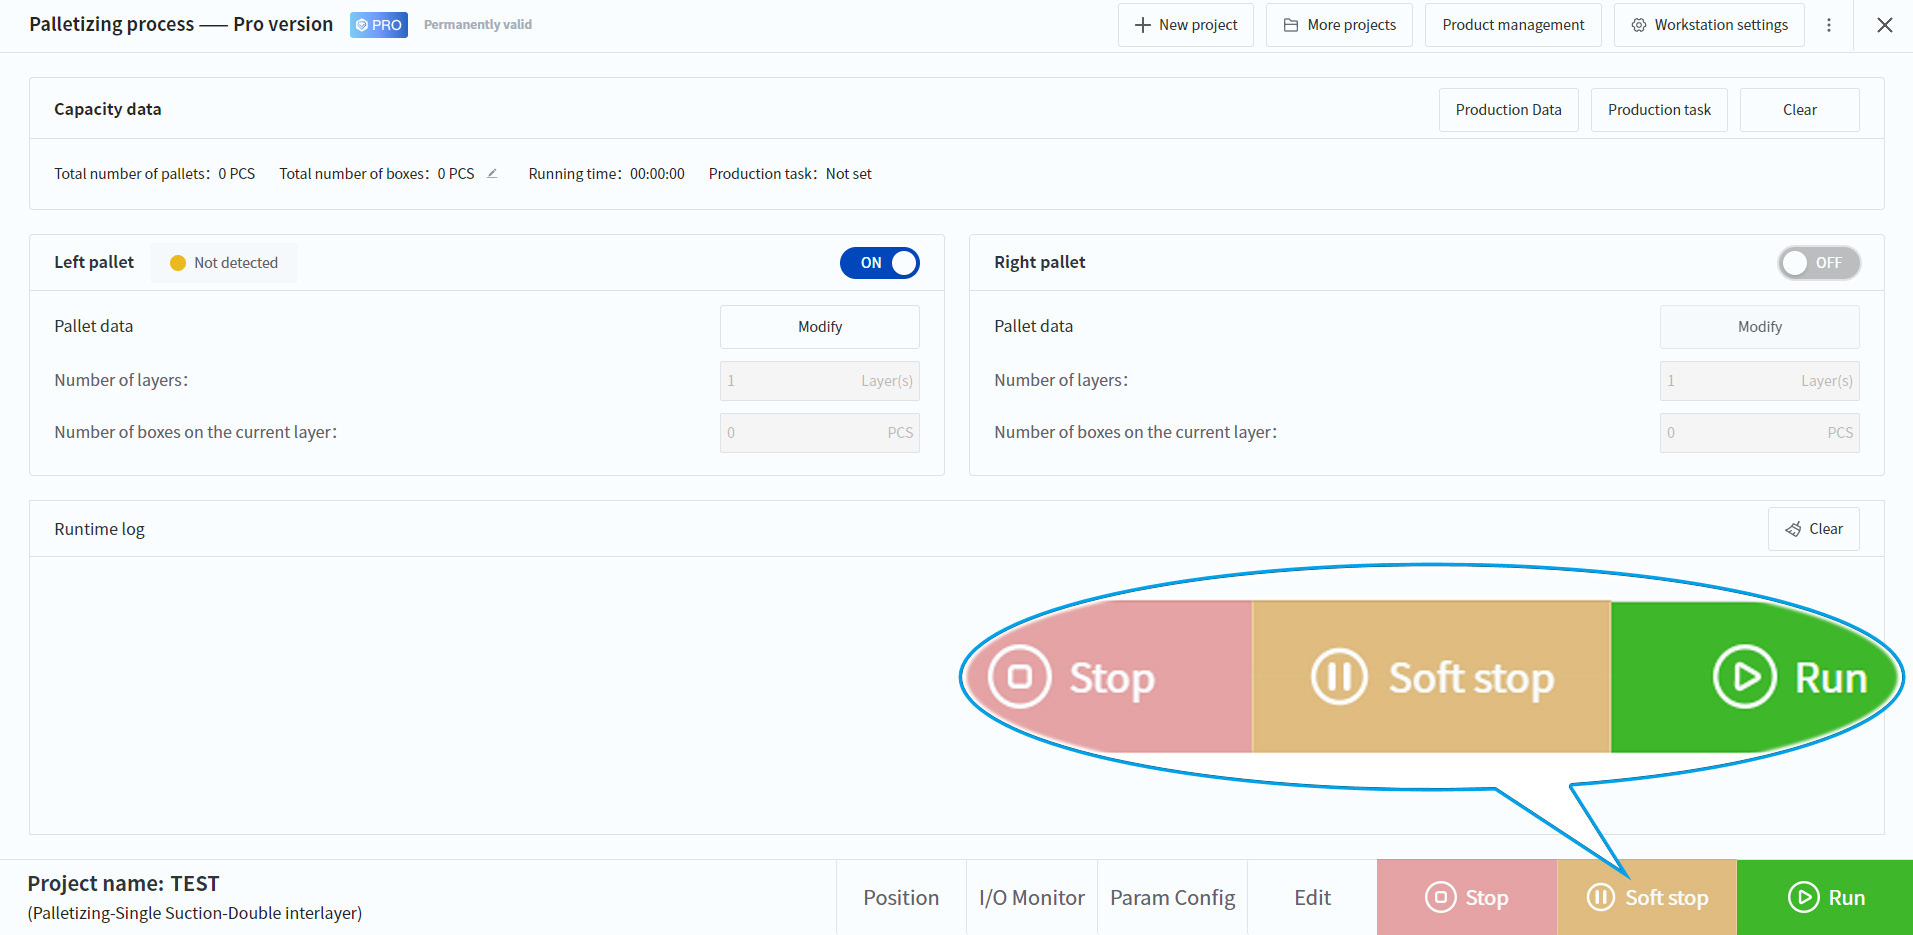 Palletizing process —— Pro version PRO Permanently valid New project More projects Product management Workstation settings
Capacity data Production Data Production task Clear
Total number of pallets：0 PCS Total number of boxes：0 PCS Running time：00:00:00 Production task：Not set
Left pallet Not detected ON
Pallet data Modify
Number of layers： 1 Layer(s)
Number of boxes on the current layer： 0 PCS
Right pallet OFF
Pallet data Modify
Number of layers： 1 Layer(s)
Number of boxes on the current layer： 0 PCS
Runtime log Clear
Stop Soft stop Run
Project name: TEST
(Palletizing-Single Suction-Double interlayer)
Position I/O Monitor Param Config Edit Stop Soft stop Run